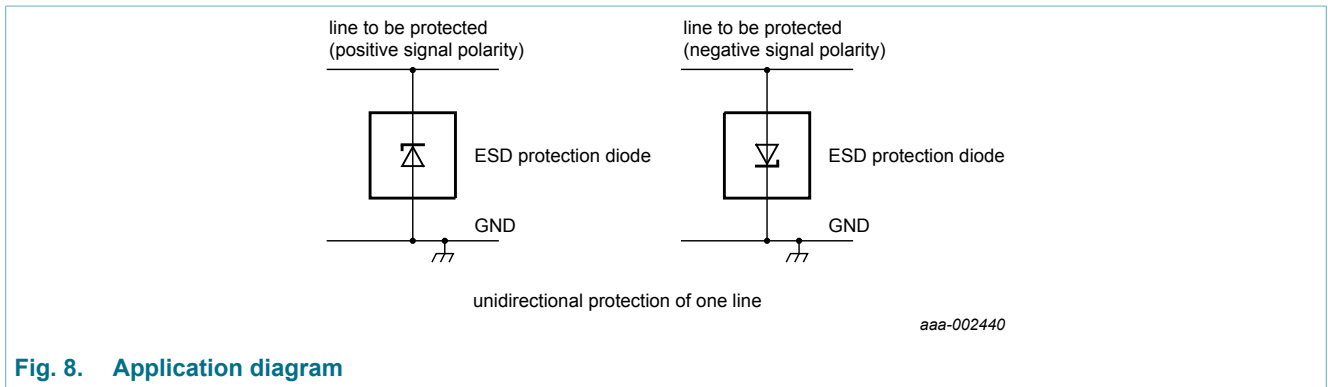 line to be protected
(positive signal polarity)
line to be protected
(negative signal polarity)
ESD protection diode
ESD protection diode
GND
GND
unidirectional protection of one line
aaa-002440
Fig. 8. Application diagram